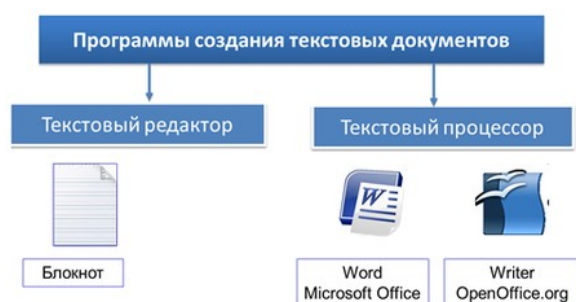 Программы создания текстовых документов
Текстовый редактор
Текстовый процессор
W
Блокнот
Word
Microsoft Office
Writer
OpenOffice.org